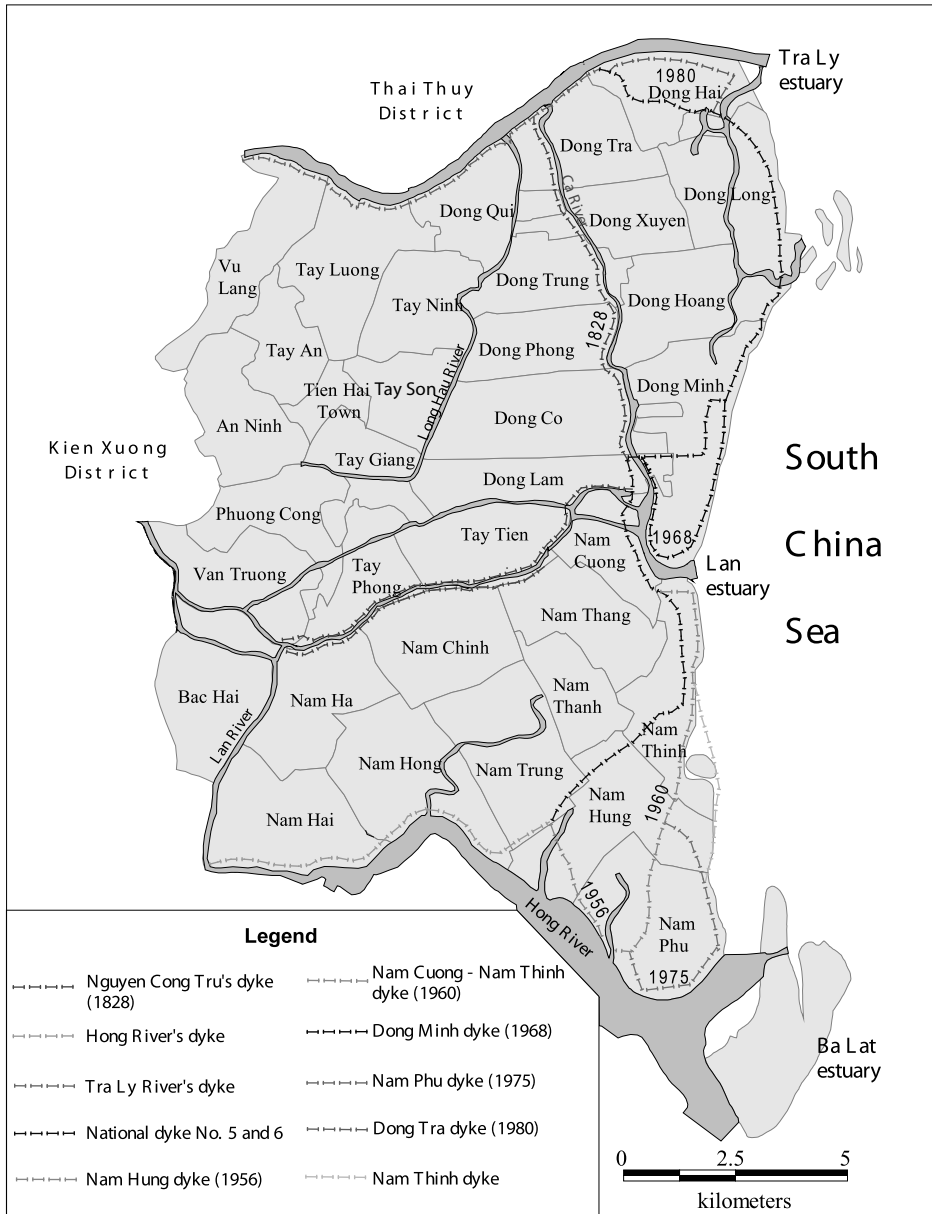 Tra Ly
estuary
Thai Thuy
District
1980
Dong Hai
Dong Tra
Ca River
Dong Long
Dong Qui
Dong Xuyen
Vu
Lang
Tay Luong
Dong Trung
Tay Ninh
Dong Hoang
1828
Tay An
Dong Phong
Long Hau River
Dong Minh
Tien Hai
Town
Tay Son
An Ninh
Dong Co
Kien Xuong
District
Tay Giang
South
China
Sea
Dong Lam
Phuong Cong
Tay Tien
Nam
Cuong
1968
Lan
estuary
Van Truong
Tay
Phong
Nam Thang
Nam Chinh
Bac Hai
Nam Ha
Nam
Thanh
Lan River
Nam
Thinh
Nam Hong
Nam Trung
Nam
Hung
1960
Nam Hai
1956
Hong River
Nam
Phu
1975
Ba Lat
estuary
Legend
Nguyen Cong Tru's dyke
(1828)
Hong River's dyke
Tra Ly River's dyke
National dyke No. 5 and 6
Nam Hung dyke (1956)
Nam Cuong - Nam Thinh
dyke (1960)
Dong Minh dyke (1968)
Nam Phu dyke (1975)
Dong Tra dyke (1980)
Nam Thinh dyke
0 2.5 5
kilometers